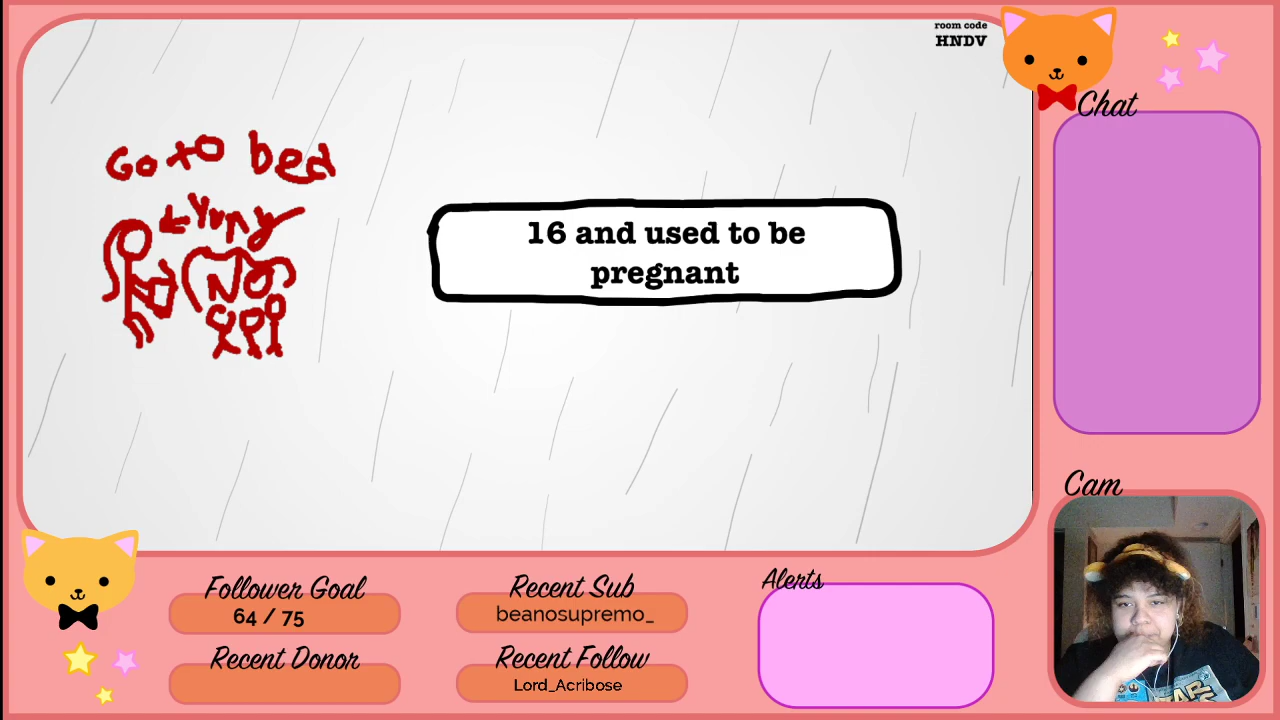 room code
HNDV
Chat
Go to bed
NO
16 and used to be
pregnant
Cam
Follower Goal
64 / 75
Recent Sub
beanosupremo_
Alerts
Recent Donor
Recent Follow
Lord_Acribose